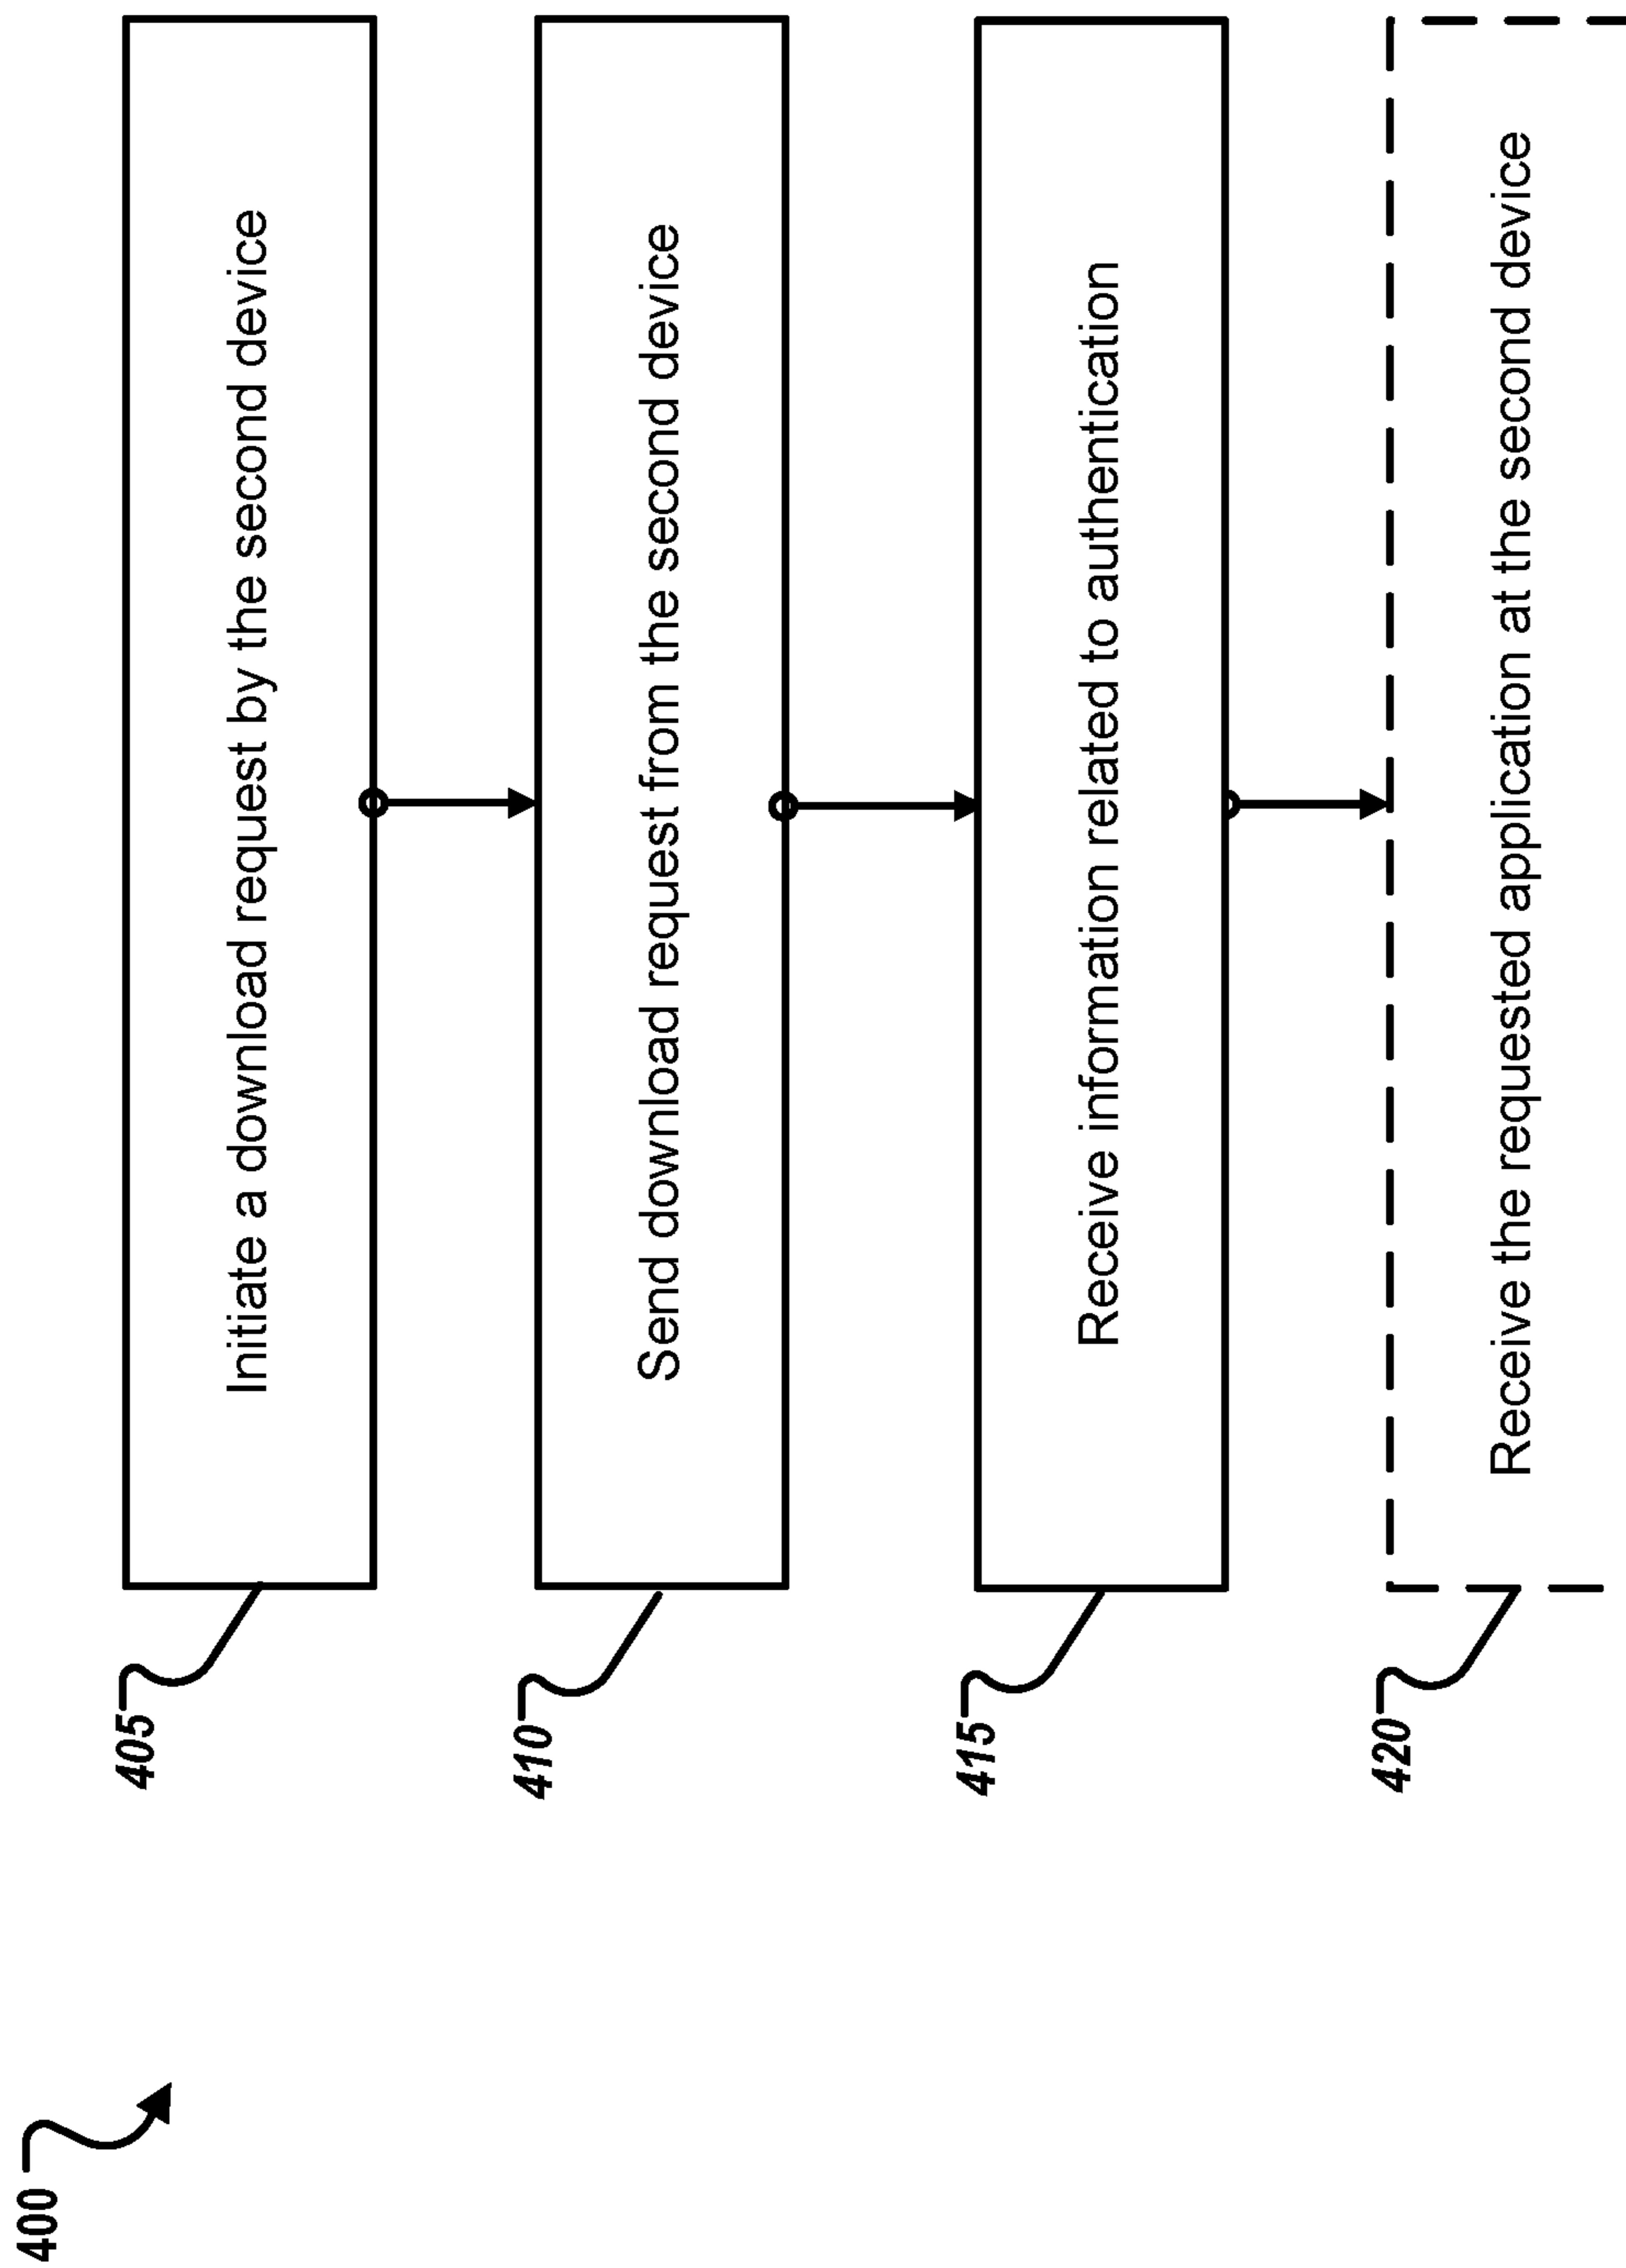 400
405
Initiate a download request by the second device
410
Send download request from the second device
415
Receive information related to authentication
420
Receive the requested application at the second device